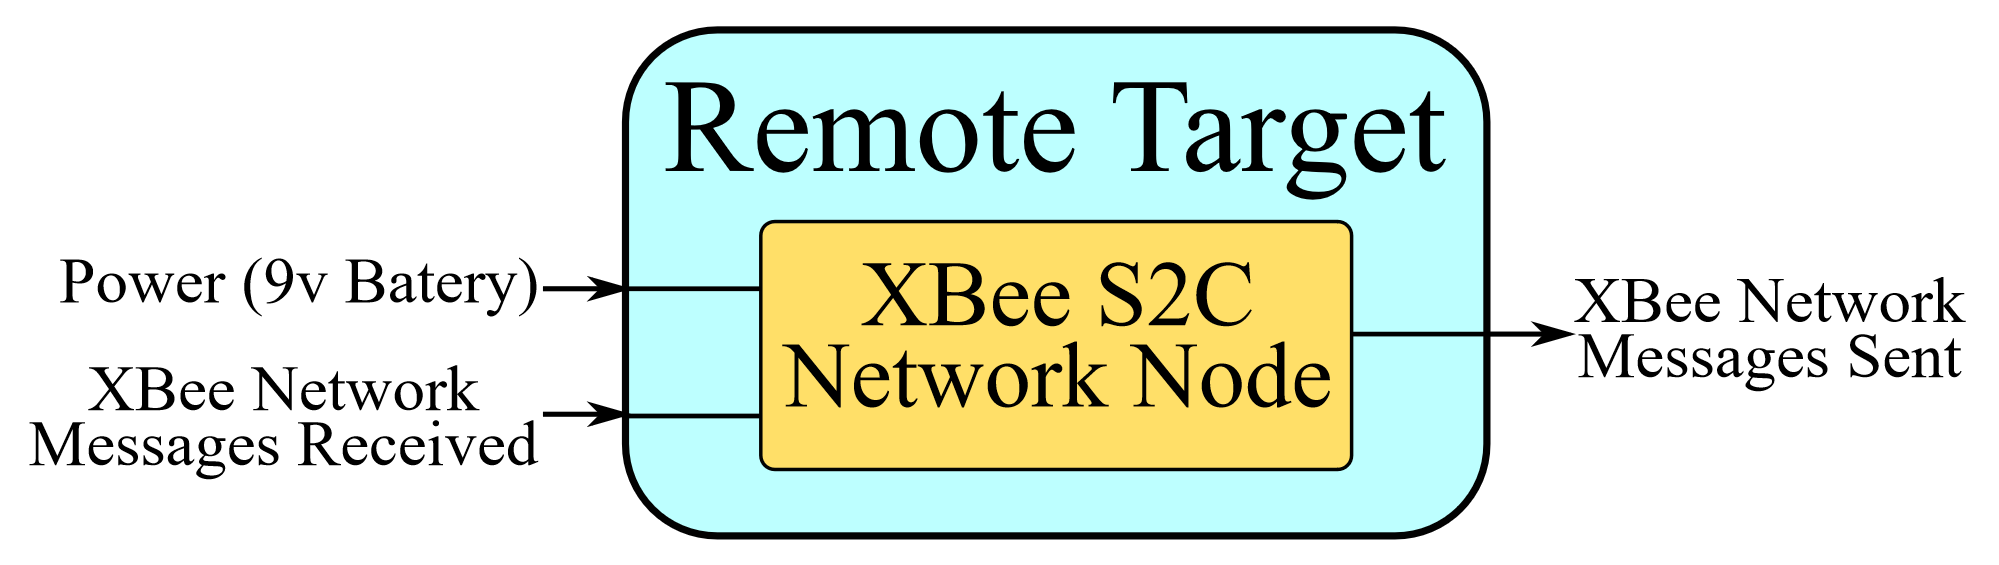 Remote Target
Power (9v Batery)
XBee Network
Messages Received
XBee S2C
Network Node
XBee Network
Messages Sent